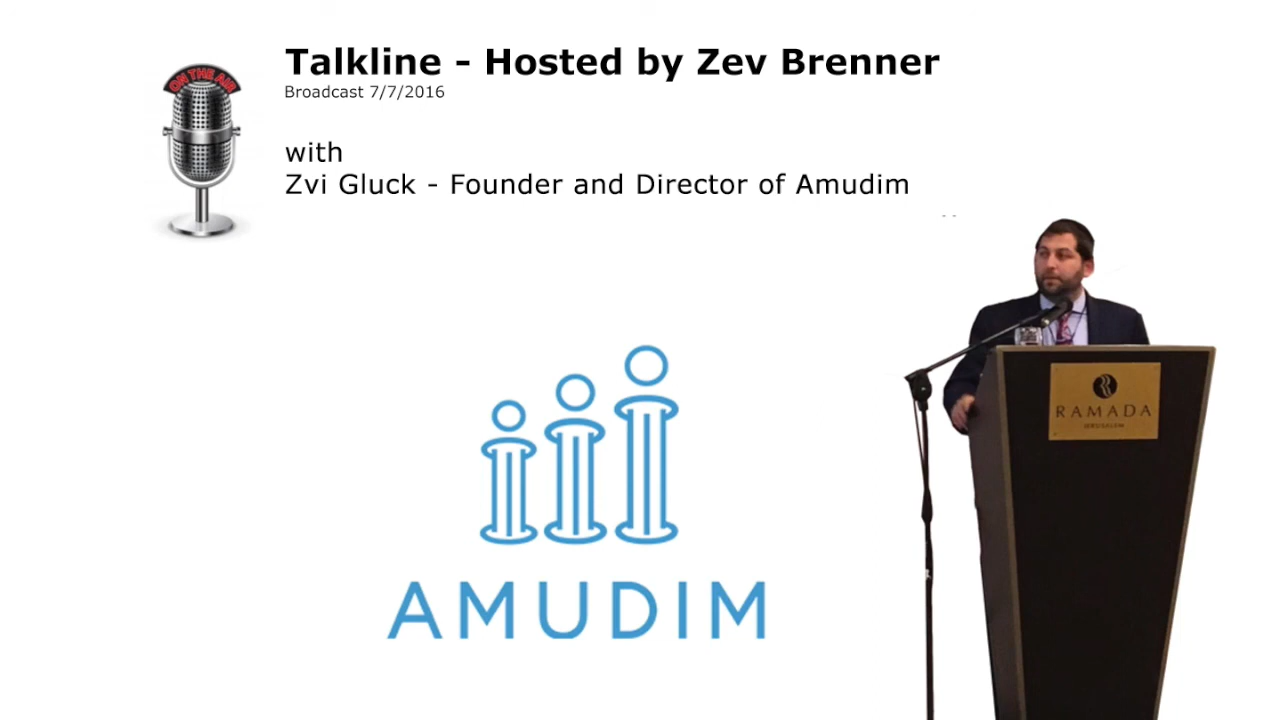 ON THE AIR
Talkline - Hosted by Zev Brenner
Broadcast 7/7/2016
with
Zvi Gluck - Founder and Director of Amudim
RAMADA
JERUSALEM
AMUDIM